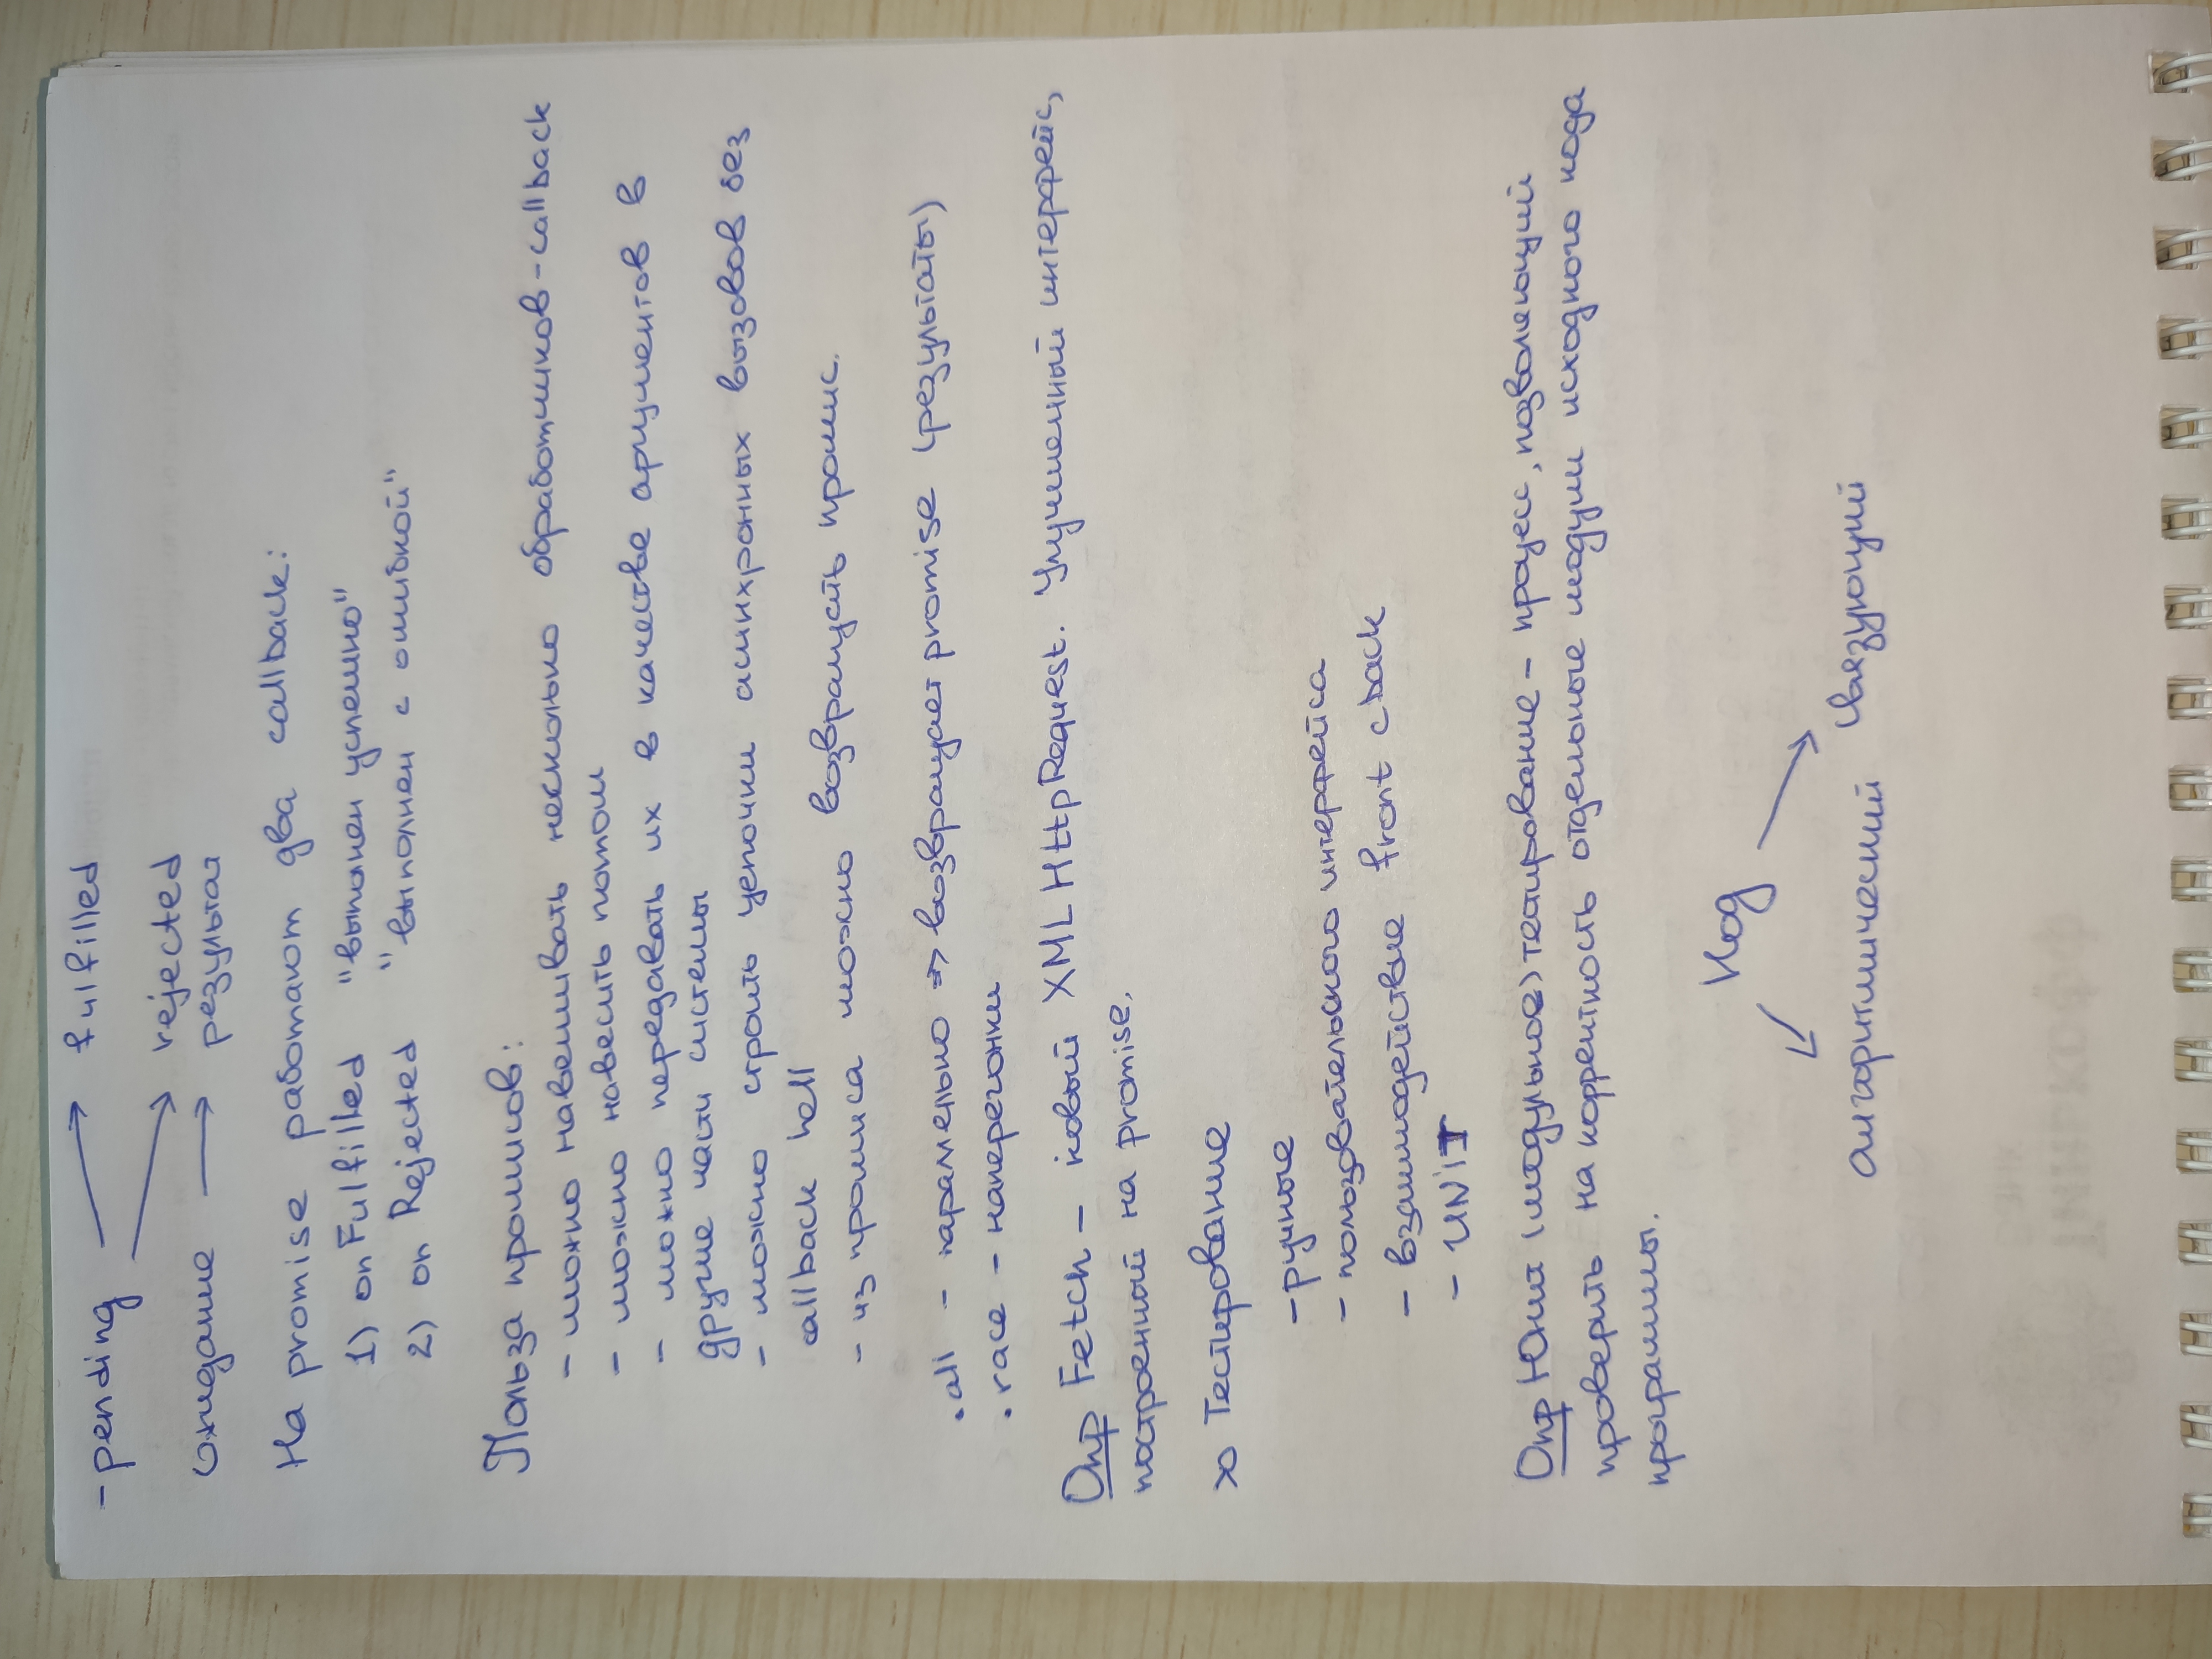 - pending → fulfilled
→ rejected
ожидание → результат
На promise работают два callback:
1) onFulfilled "выполнен успешно"
2) on Rejected "выполнен с ошибкой"
Польза промисов:
- можно навешивать несколько обработчиков-callback
- можно навесить потом
- можно передавать их в качестве аргументов в
другие части системы
- можно строить цепочки асинхронных вызовов без
callback hell
- из промиса можно возвращать промис.
.all - параллельно => возвращает promise (результаты)
.race - наперегонки
Опр Fetch - новый XMLHttpRequest. Улучшенный интерфейс,
построенный на promise.
Тестирование
- ручные
- пользовательского интерфейса
- взаимодействие front с back
- UNIT
Опр Юнит (модульное) тестирование - процесс, позволяющий
проверить на корректность отдельные модули исходного кода
программы.
Код
алгоритмический связующий
банк
Тинькофф